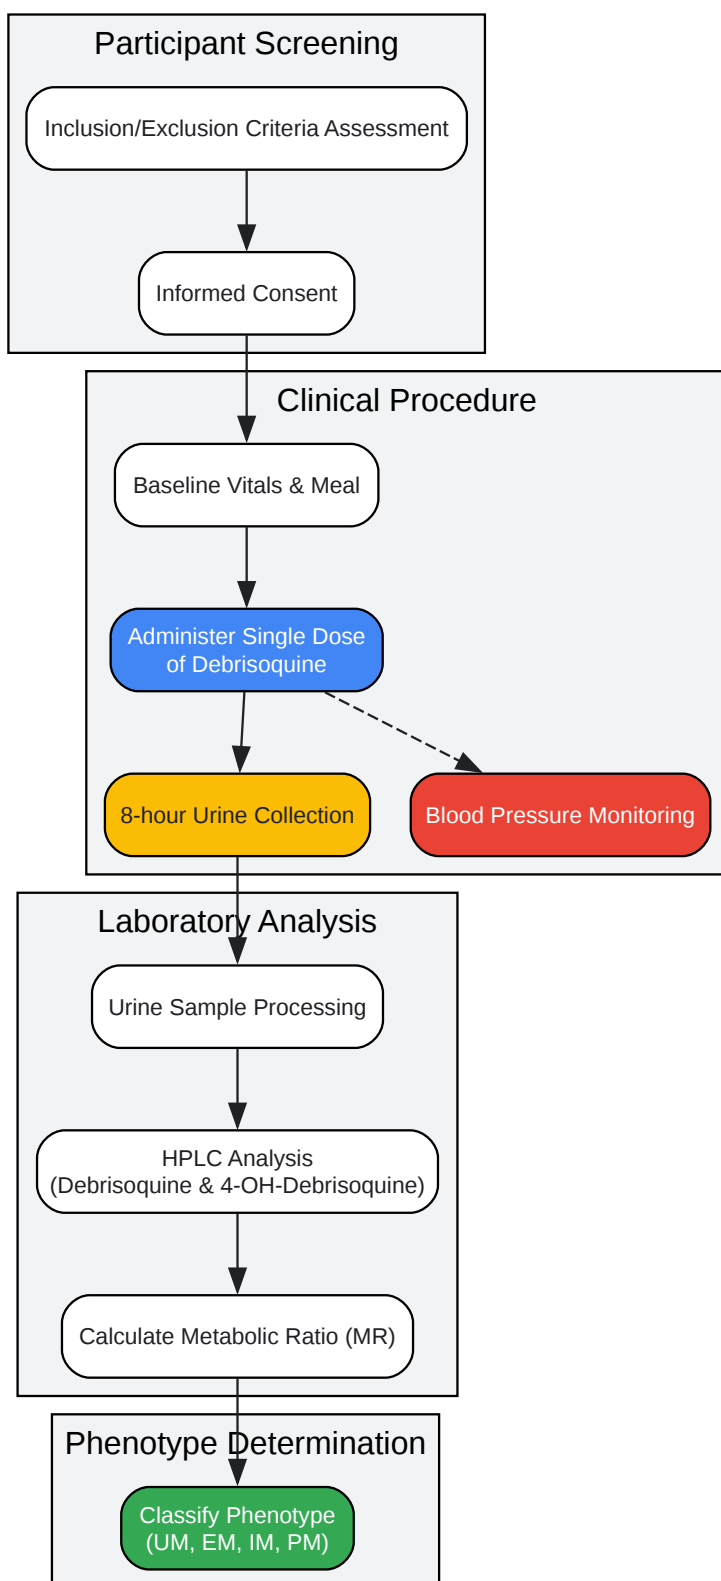 Participant Screening
Inclusion/Exclusion Criteria Assessment
Informed Consent
Clinical Procedure
Baseline Vitals & Meal
Administer Single Dose
of Debrisoquine
8-hour Urine Collection
Blood Pressure Monitoring
Laboratory Analysis
Urine Sample Processing
HPLC Analysis
(Debrisoquine & 4-OH-Debrisoquine)
Calculate Metabolic Ratio (MR)
Phenotype Determination
Classify Phenotype
(UM, EM, IM, PM)